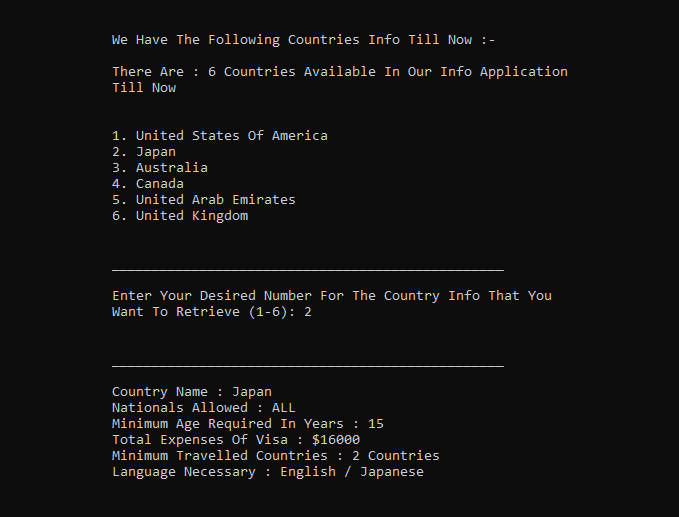 We Have The Following Countries Info Till Now :-
There Are : 6 Countries Available In Our Info Application
Till Now
1. United States Of America
2. Japan
3. Australia
4. Canada
5. United Arab Emirates
6. United Kingdom
_________________________________________________
Enter Your Desired Number For The Country Info That You
Want To Retrieve (1-6): 2
_________________________________________________
Country Name : Japan
Nationals Allowed : ALL
Minimum Age Required In Years : 15
Total Expenses Of Visa : $16000
Minimum Travelled Countries : 2 Countries
Language Necessary : English / Japanese